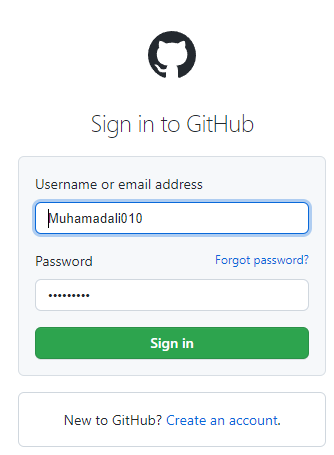 Sign in to GitHub
Username or email address
Muhamadali010
Password Forgot password?
•••••••••
Sign in
New to GitHub? Create an account.